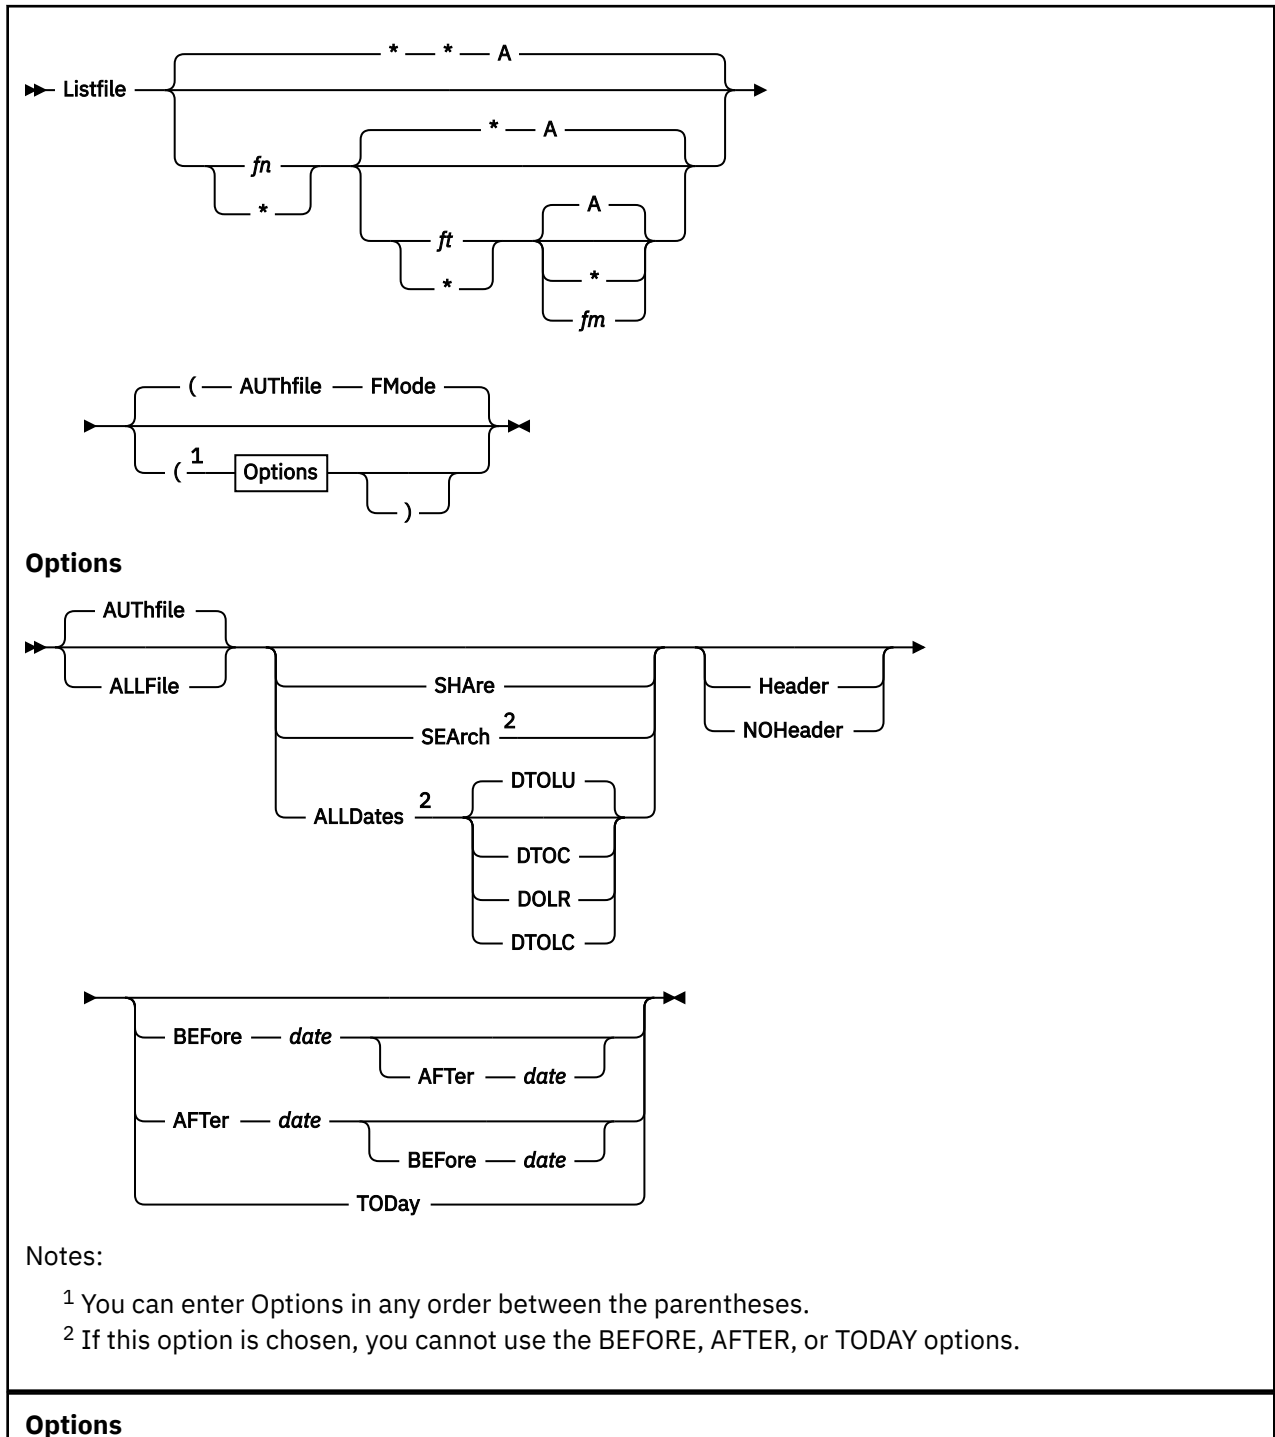 * * A
Listfile
* A
fn
*
A
ft
*
*
fm
( AUThfile FMode
( 1 Options
)
Options
AUThfile
ALLFile
SHAre
SEArch 2
ALLDates 2
DTOLU
DTOC
DOLR
DTOLC
Header
NOHeader
BEFore date
AFTer date
AFTer date
BEFore date
TODay
Notes:
1 You can enter Options in any order between the parentheses.
2 If this option is chosen, you cannot use the BEFORE, AFTER, or TODAY options.
Options